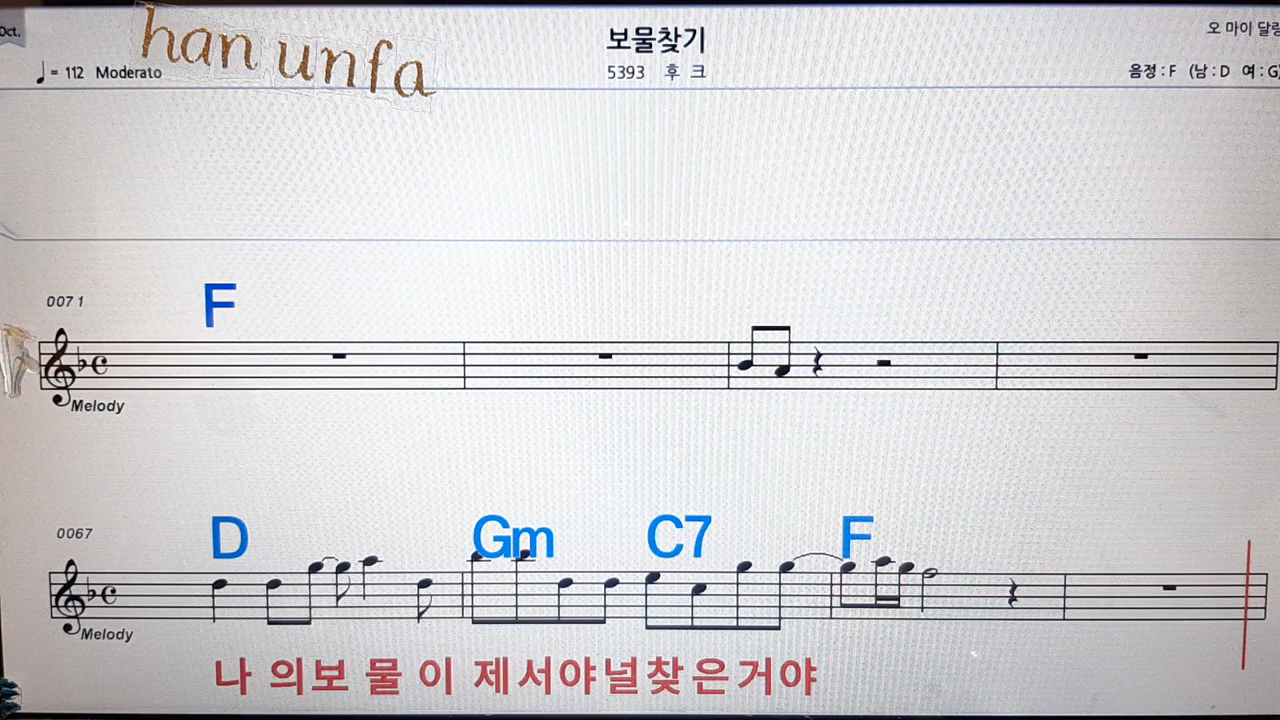 Oct.
han unfa
보물찾기
오 마이 달링
♩= 112 Moderato
5393 후 크
음정 : F (남 : D 여 : G)
0071
F
Melody
0067
D Gm C7 F
Melody
나 의보 물 이 제서야널찾은거야